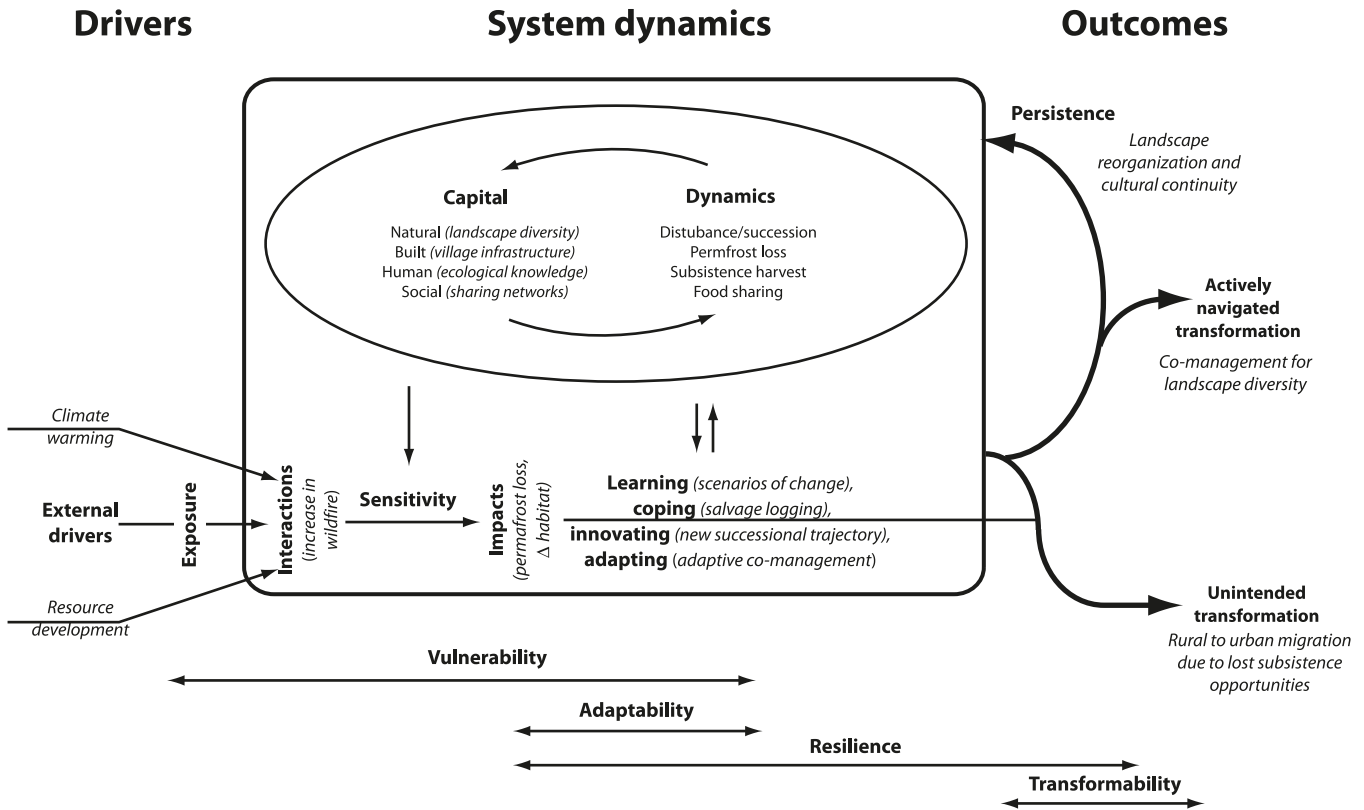 Drivers
System dynamics
Outcomes
Capital
Natural (landscape diversity)
Built (village infrastructure)
Human (ecological knowledge)
Social (sharing networks)
Dynamics
Distubance/succession
Permfrost loss
Subsistence harvest
Food sharing
Climate
warming
External
drivers
Resource
development
Exposure
Interactions
(increase in
wildfire)
Sensitivity
Impacts
(permafrost loss,
Δ habitat)
Learning (scenarios of change),
coping (salvage logging),
innovating (new successional trajectory),
adapting (adaptive co-management)
Persistence
Landscape
reorganization and
cultural continuity
Actively
navigated
transformation
Co-management for
landscape diversity
Unintended
transformation
Rural to urban migration
due to lost subsistence
opportunities
Vulnerability
Adaptability
Resilience
Transformability